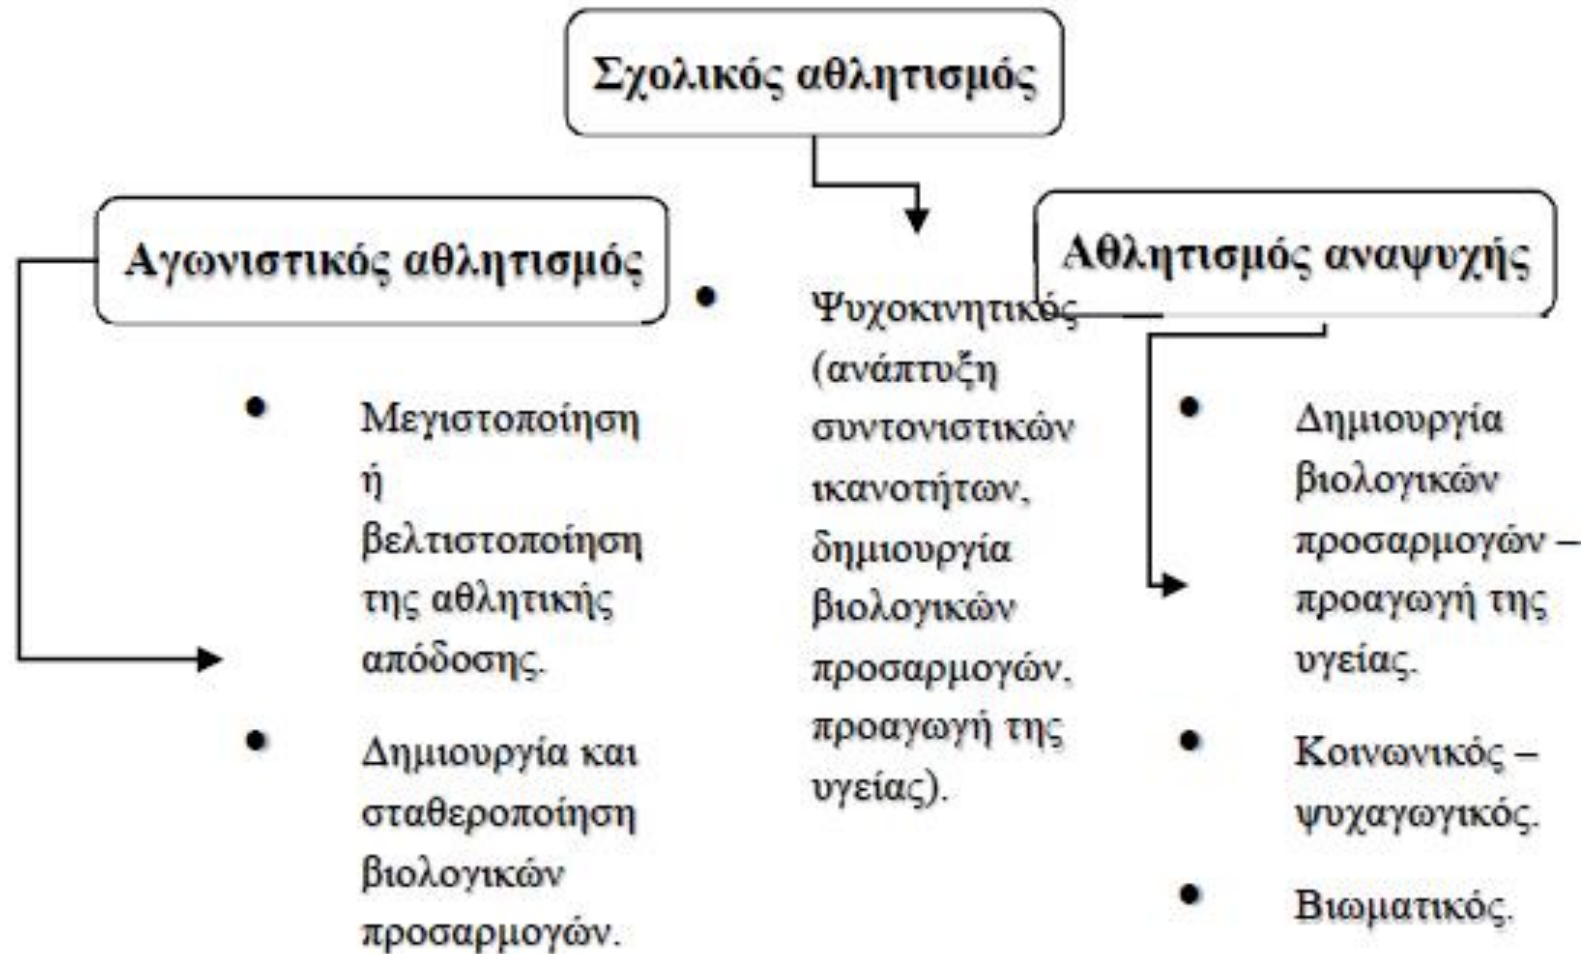 Σχολικός αθλητισμός
Αγωνιστικός αθλητισμός
• Μεγιστοποίηση
ή
βελτιστοποίηση
της αθλητικής
απόδοσης.
• Δημιουργία και
σταθεροποίηση
βιολογικών
προσαρμογών.
• Ψυχοκινητικός
(ανάπτυξη
συντονιστικών
ικανοτήτων,
δημιουργία
βιολογικών
προσαρμογών,
προαγωγή της
υγείας).
Αθλητισμός αναψυχής
• Δημιουργία
βιολογικών
προσαρμογών –
προαγωγή της
υγείας.
• Κοινωνικός –
ψυχαγωγικός.
• Βιωματικός.